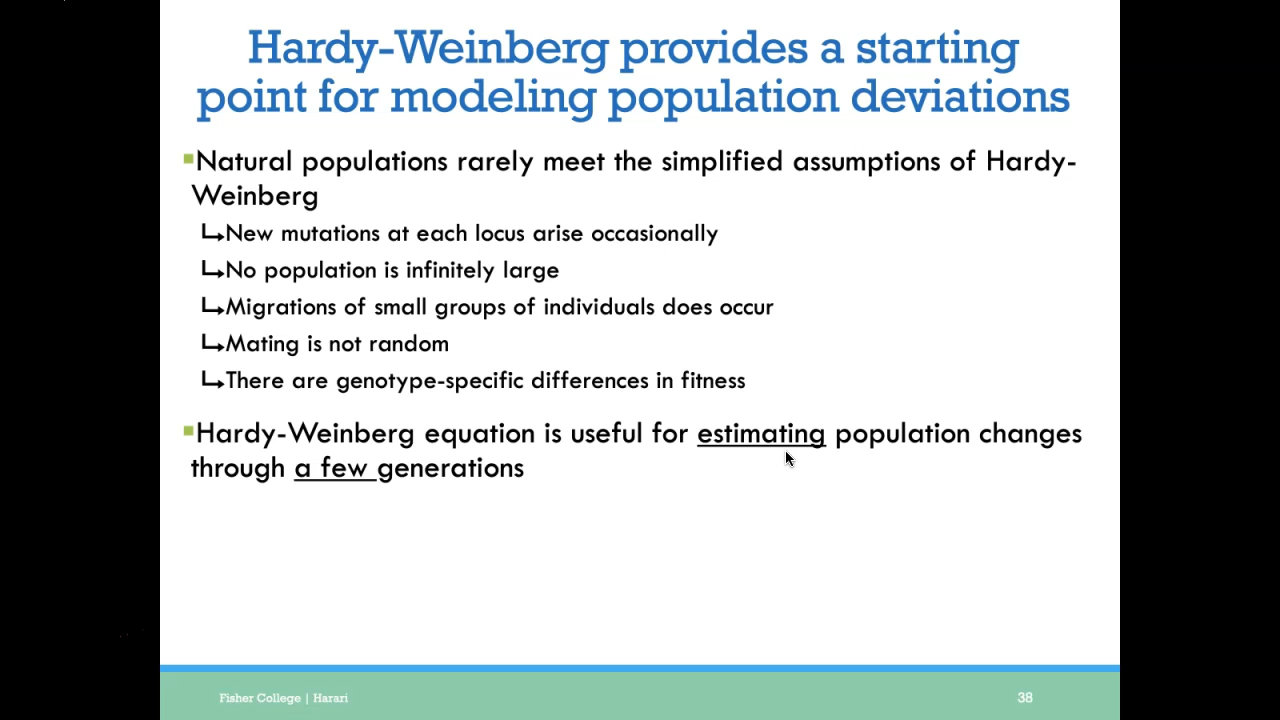 Hardy-Weinberg provides a starting
point for modeling population deviations
Natural populations rarely meet the simplified assumptions of Hardy-
Weinberg
New mutations at each locus arise occasionally
No population is infinitely large
Migrations of small groups of individuals does occur
Mating is not random
There are genotype-specific differences in fitness
Hardy-Weinberg equation is useful for estimating population changes
through a few generations
Fisher College | Harari
38